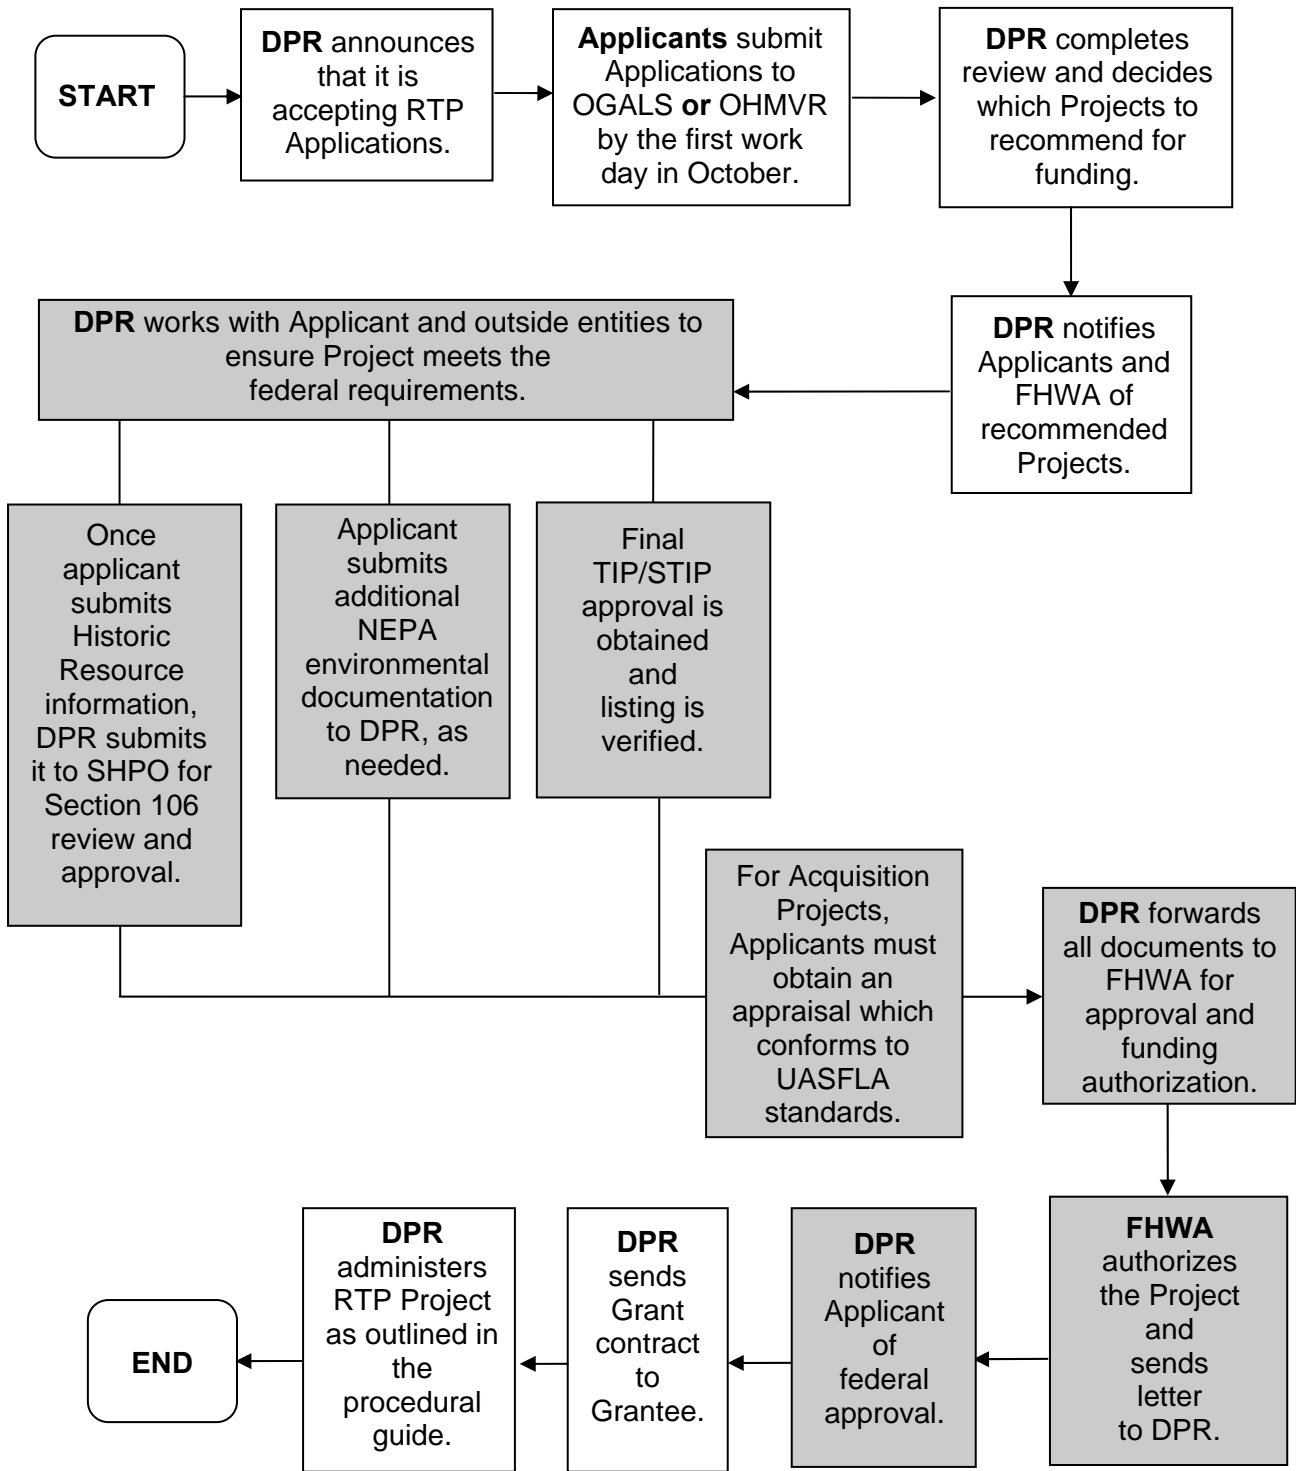 START
DPR announces
that it is
accepting RTP
Applications.
Applicants submit
Applications to
OGALS or OHMVR
by the first work
day in October.
DPR completes
review and decides
which Projects to
recommend for
funding.
DPR notifies
Applicants and
FHWA of
recommended
Projects.
DPR works with Applicant and outside entities to
ensure Project meets the
federal requirements.
Once
applicant
submits
Historic
Resource
information,
DPR submits
it to SHPO for
Section 106
review and
approval.
Applicant
submits
additional
NEPA
environmental
documentation
to DPR, as
needed.
Final
TIP/STIP
approval is
obtained
and
listing is
verified.
For Acquisition
Projects,
Applicants must
obtain an
appraisal which
conforms to
UASFLA
standards.
DPR forwards
all documents to
FHWA for
approval and
funding
authorization.
FHWA
authorizes
the Project
and
sends
letter
to DPR.
DPR
notifies
Applicant
of
federal
approval.
DPR
sends
Grant
contract
to
Grantee.
DPR
administers
RTP Project
as outlined in
the
procedural
guide.
END